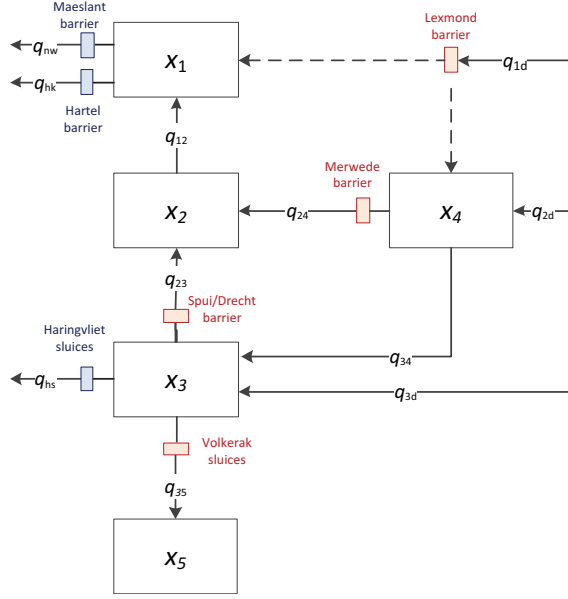 Maeslant
barrier
Lexmond
barrier
q_nw
x_1
q_1d
q_hk
Hartel
barrier
q_12
Merwede
barrier
x_2
q_24
x_4
q_2d
q_23
Spui/Drecht
barrier
Haringvliet
sluices
q_34
q_hs
x_3
q_3d
Volkerak
sluices
q_35
x_5